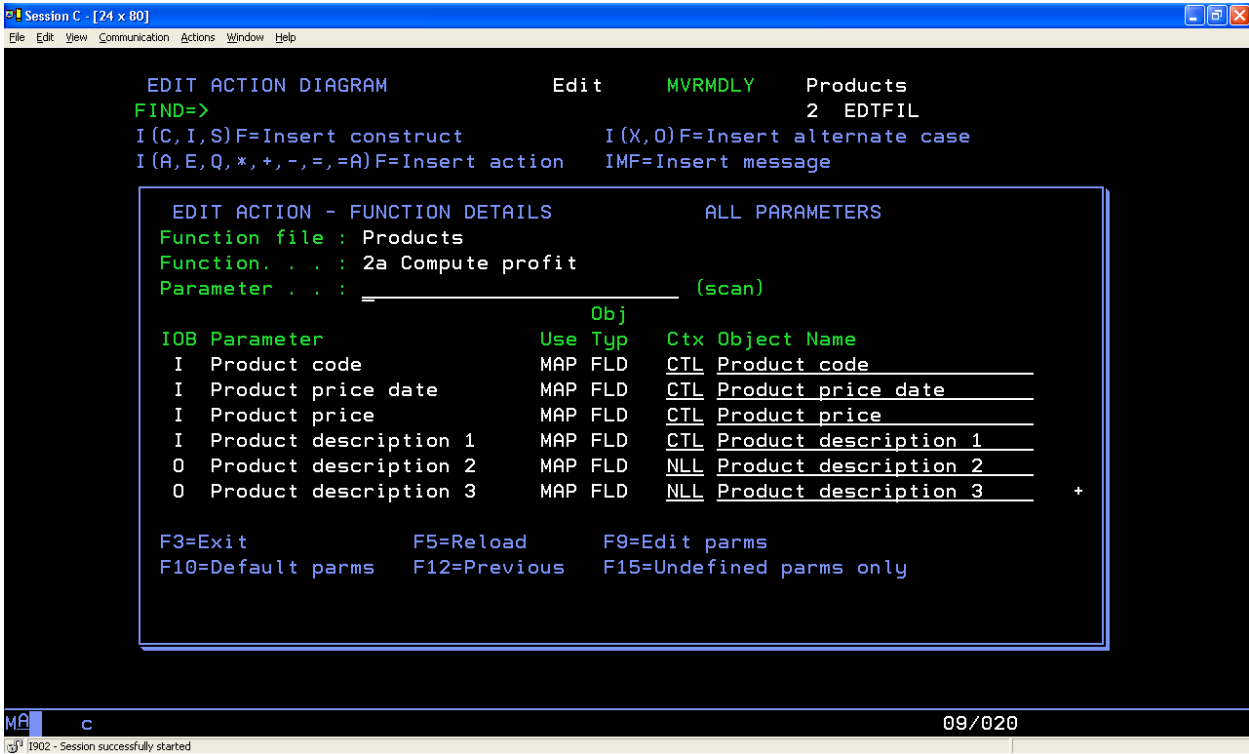 Session C - [24 x 80]
File Edit View Communication Actions Window Help
EDIT ACTION DIAGRAM Edit MVRMDLY Products
FIND=> 2 EDTFIL
I(C,I,S)F=Insert construct I(X,O)F=Insert alternate case
I(A,E,Q,*,+,-,=,=A)F=Insert action IMF=Insert message
EDIT ACTION - FUNCTION DETAILS ALL PARAMETERS
Function file : Products
Function. . . : 2a Compute profit
Parameter . . : (scan)
Obj
IOB Parameter Use Typ Ctx Object Name
I Product code MAP FLD CTL Product code
I Product price date MAP FLD CTL Product price date
I Product price MAP FLD CTL Product price
I Product description 1 MAP FLD CTL Product description 1
O Product description 2 MAP FLD NLL Product description 2
O Product description 3 MAP FLD NLL Product description 3 +
F3=Exit F5=Reload F9=Edit parms
F10=Default parms F12=Previous F15=Undefined parms only
MA c 09/020
I902 - Session successfully started